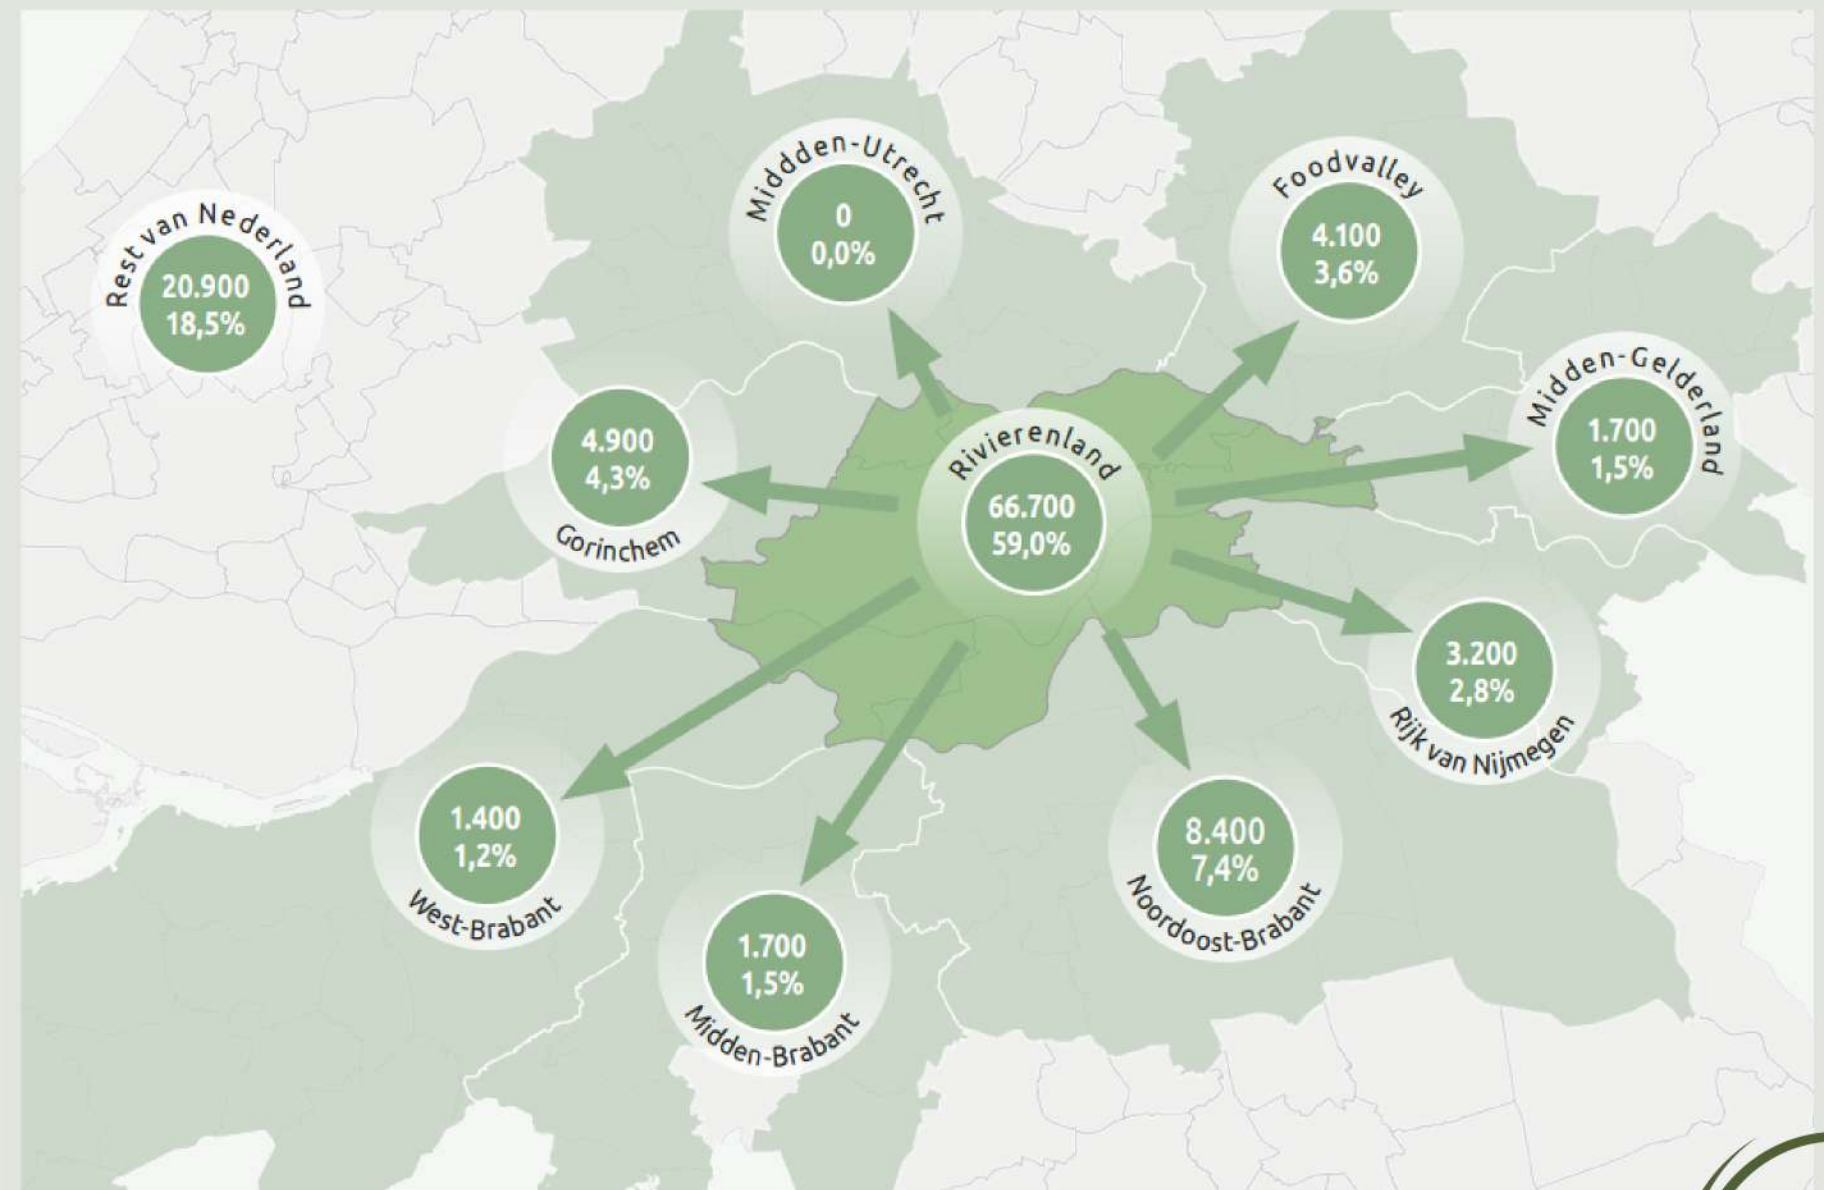 Rest van Nederland
20.900
18,5%
Middden-Utrecht
0
0,0%
Foodvalley
4.100
3,6%
Gorinchem
4.900
4,3%
Rivierenland
66.700
59,0%
Midden-Gelderland
1.700
1,5%
3.200
2,8%
Rijk van Nijmegen
1.400
1,2%
West-Brabant
1.700
1,5%
Midden-Brabant
8.400
7,4%
Noordoost-Brabant